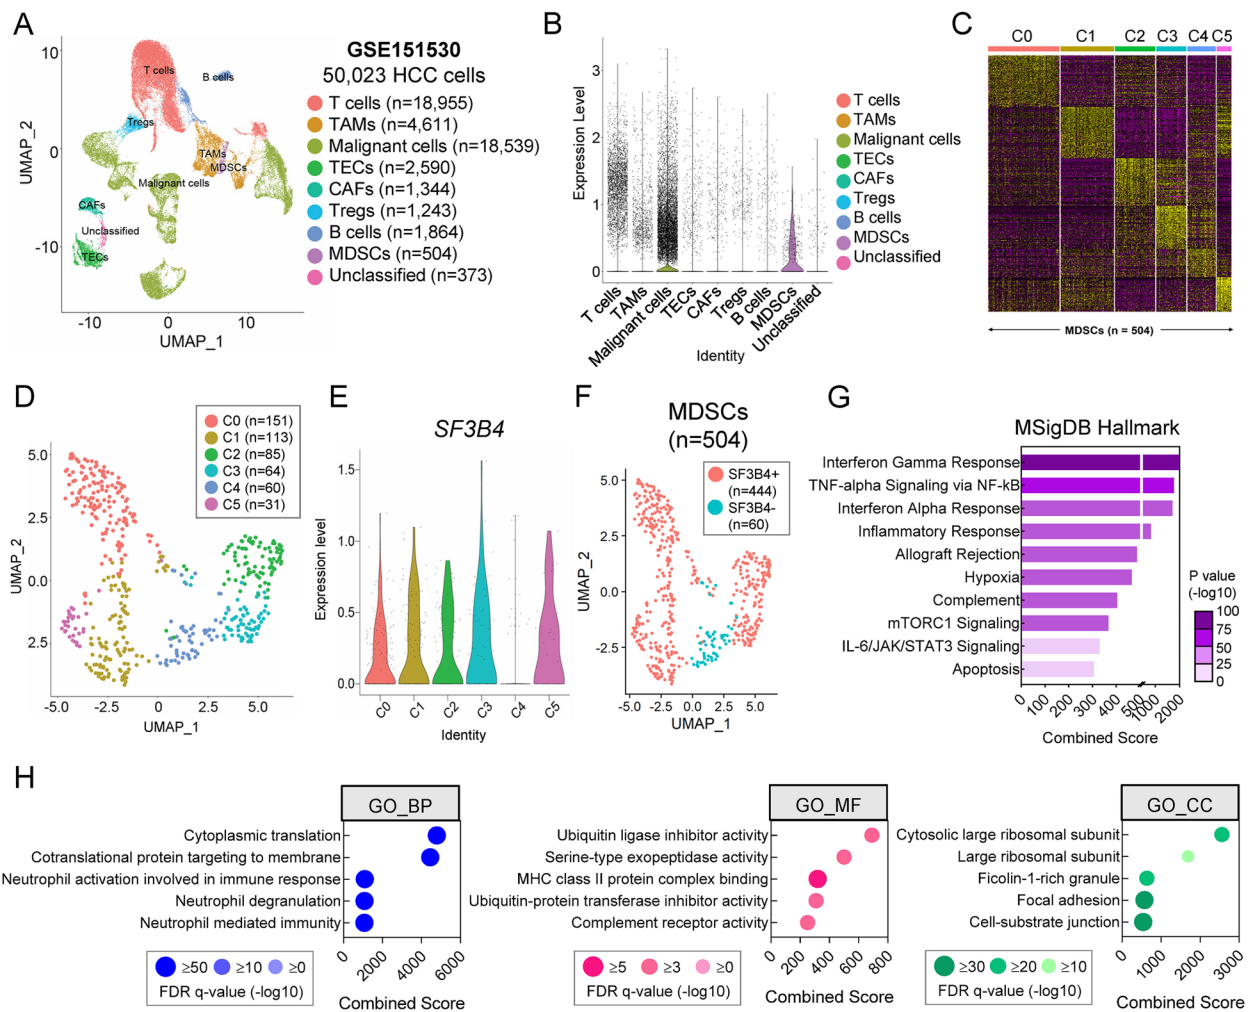 A
GSE151530
50,023 HCC cells
T cells (n=18,955)
TAMs (n=4,611)
Malignant cells (n=18,539)
TECs (n=2,590)
CAFs (n=1,344)
Tregs (n=1,243)
B cells (n=1,864)
MDSCs (n=504)
Unclassified (n=373)
T cells
B cells
Tregs
TAMs
MDSCs
Malignant cells
CAFs
Unclassified
TECs
10
0
-10
UMAP_2
-10 0 10
UMAP_1
B
Expression Level
3
2
1
0
T cells
TAMs
Malignant cells
TECs
CAFs
Tregs
B cells
MDSCs
Unclassified
Identity
T cells
TAMs
Malignant cells
TECs
CAFs
Tregs
B cells
MDSCs
Unclassified
C
C0 C1 C2 C3 C4 C5
MDSCs (n = 504)
D
C0 (n=151)
C1 (n=113)
C2 (n=85)
C3 (n=64)
C4 (n=60)
C5 (n=31)
5.0
2.5
0.0
2.5
UMAP_2
-5.0 -2.5 0 2.5 5.0
UMAP_1
E
SF3B4
Expression level
1.5
1.0
0.5
0.0
C0 C1 C2 C3 C4 C5
Identity
F
MDSCs
(n=504)
SF3B4+
(n=444)
SF3B4-
(n=60)
5.0
2.5
0.0
-2.5
UMAP_2
-5.0 -2.5 0.0 2.5 5.0
UMAP_1
G
MSigDB Hallmark
Interferon Gamma Response
TNF-alpha Signaling via NF-kB
Interferon Alpha Response
Inflammatory Response
Allograft Rejection
Hypoxia
Complement
mTORC1 Signaling
IL-6/JAK/STAT3 Signaling
Apoptosis
0 100 200 300 400 500 1000 2000
Combined Score
P value
(-log10)
100
75
50
25
0
H
GO_BP
Cytoplasmic translation
Cotranslational protein targeting to membrane
Neutrophil activation involved in immune response
Neutrophil degranulation
Neutrophil mediated immunity
0 2000 4000 6000
≥50 ≥10 ≥0
FDR q-value (-log10)
Combined Score
GO_MF
Ubiquitin ligase inhibitor activity
Serine-type exopeptidase activity
MHC class II protein complex binding
Ubiquitin-protein transferase inhibitor activity
Complement receptor activity
0 200 400 600 800
≥5 ≥3 ≥0
FDR q-value (-log10)
Combined Score
GO_CC
Cytosolic large ribosomal subunit
Large ribosomal subunit
Ficolin-1-rich granule
Focal adhesion
Cell-substrate junction
0 1000 2000 3000
≥30 ≥20 ≥10
FDR q-value (-log10)
Combined Score